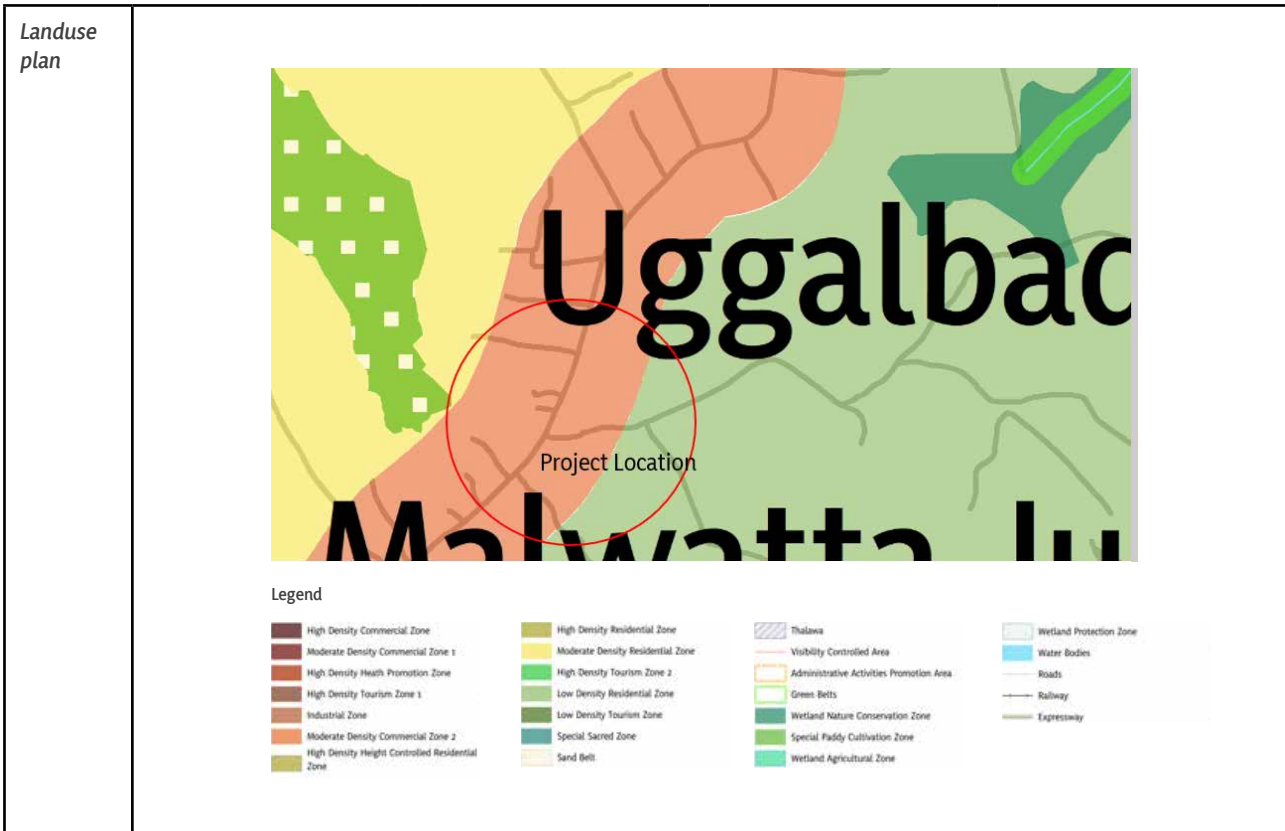 Landuse
plan
Uggalbad
Project Location
Malwatta Ju
Legend
High Density Commercial Zone
Moderate Density Commercial Zone 1
High Density Heath Promotion Zone
High Density Tourism Zone 1
Industrial Zone
Moderate Density Commercial Zone 2
High Density Height Controlled Residential
Zone
High Density Residential Zone
Moderate Density Residential Zone
High Density Tourism Zone 2
Low Density Residential Zone
Low Density Tourism Zone
Special Sacred Zone
Sand Belt
Thalawa
Visibility Controlled Area
Administrative Activities Promotion Area
Green Belts
Wetland Nature Conservation Zone
Special Paddy Cultivation Zone
Wetland Agricultural Zone
Wetland Protection Zone
Water Bodies
Roads
Railway
Expressway